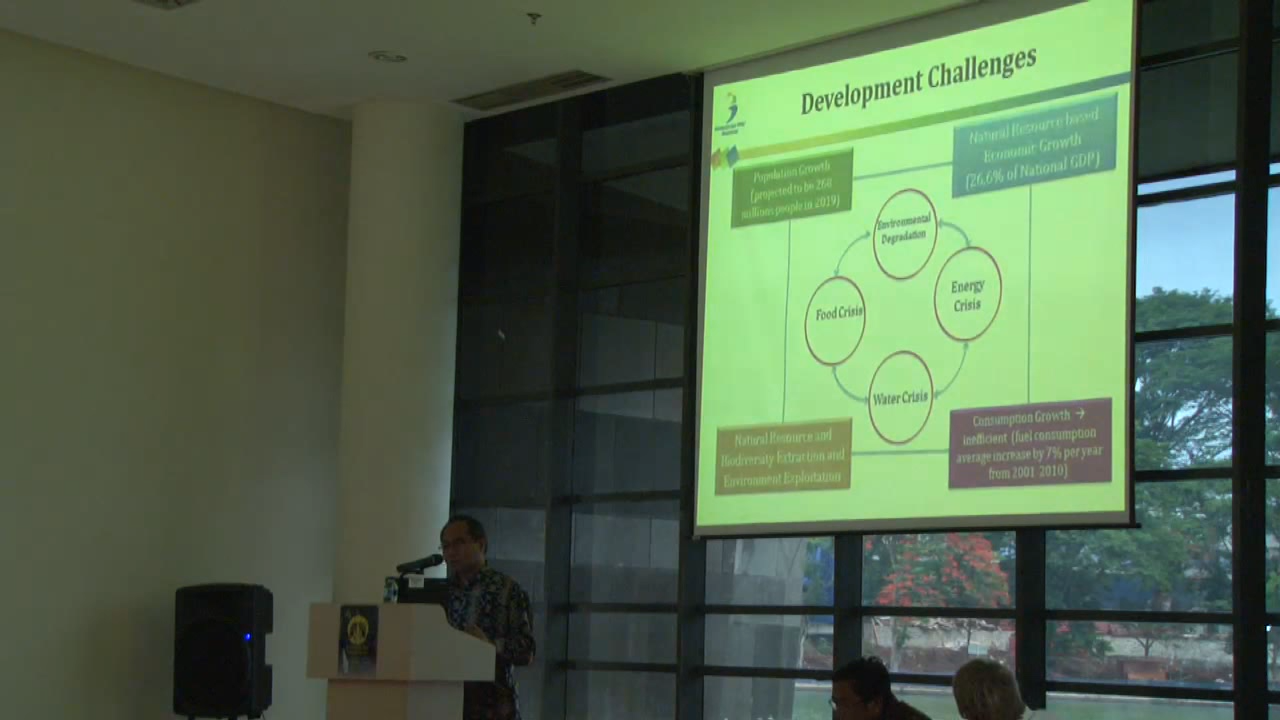 Development Challenges
Population Growth
(projected to be 268
millions people in 2019)
Natural Resource based
Economic Growth
(26,6% of National GDP)
Environmental
Degradation
Energy
Crisis
Food Crisis
Water Crisis
Natural Resource and
Biodiversity Extraction and
Environment Exploitation
Consumption Growth →
inefficient (fuel consumption
average increase by 7% per year
from 2001-2010)